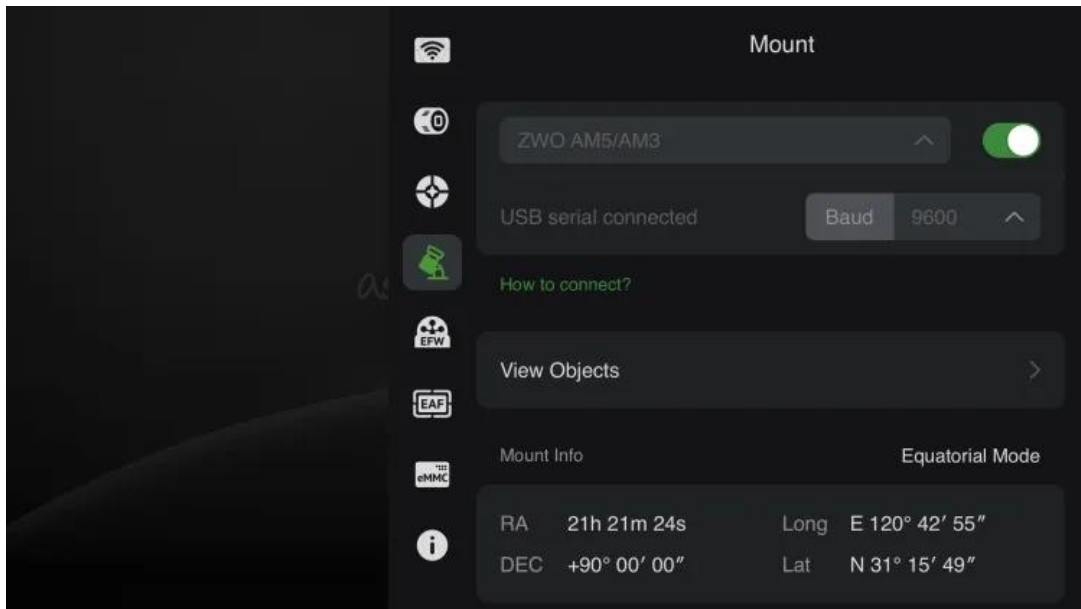 Mount
ZWO AM5/AM3
USB serial connected Baud 9600
as
How to connect?
EFW
View Objects
EAF
Mount Info Equatorial Mode
eMMC
RA 21h 21m 24s Long E 120° 42′ 55″
DEC +90° 00′ 00″ Lat N 31° 15′ 49″